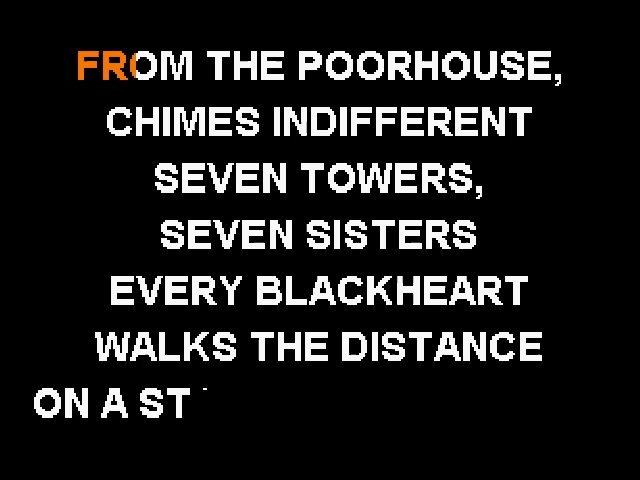 FROM THE POORHOUSE,
CHIMES INDIFFERENT
SEVEN TOWERS,
SEVEN SISTERS
EVERY BLACKHEART
WALKS THE DISTANCE
ON A ST